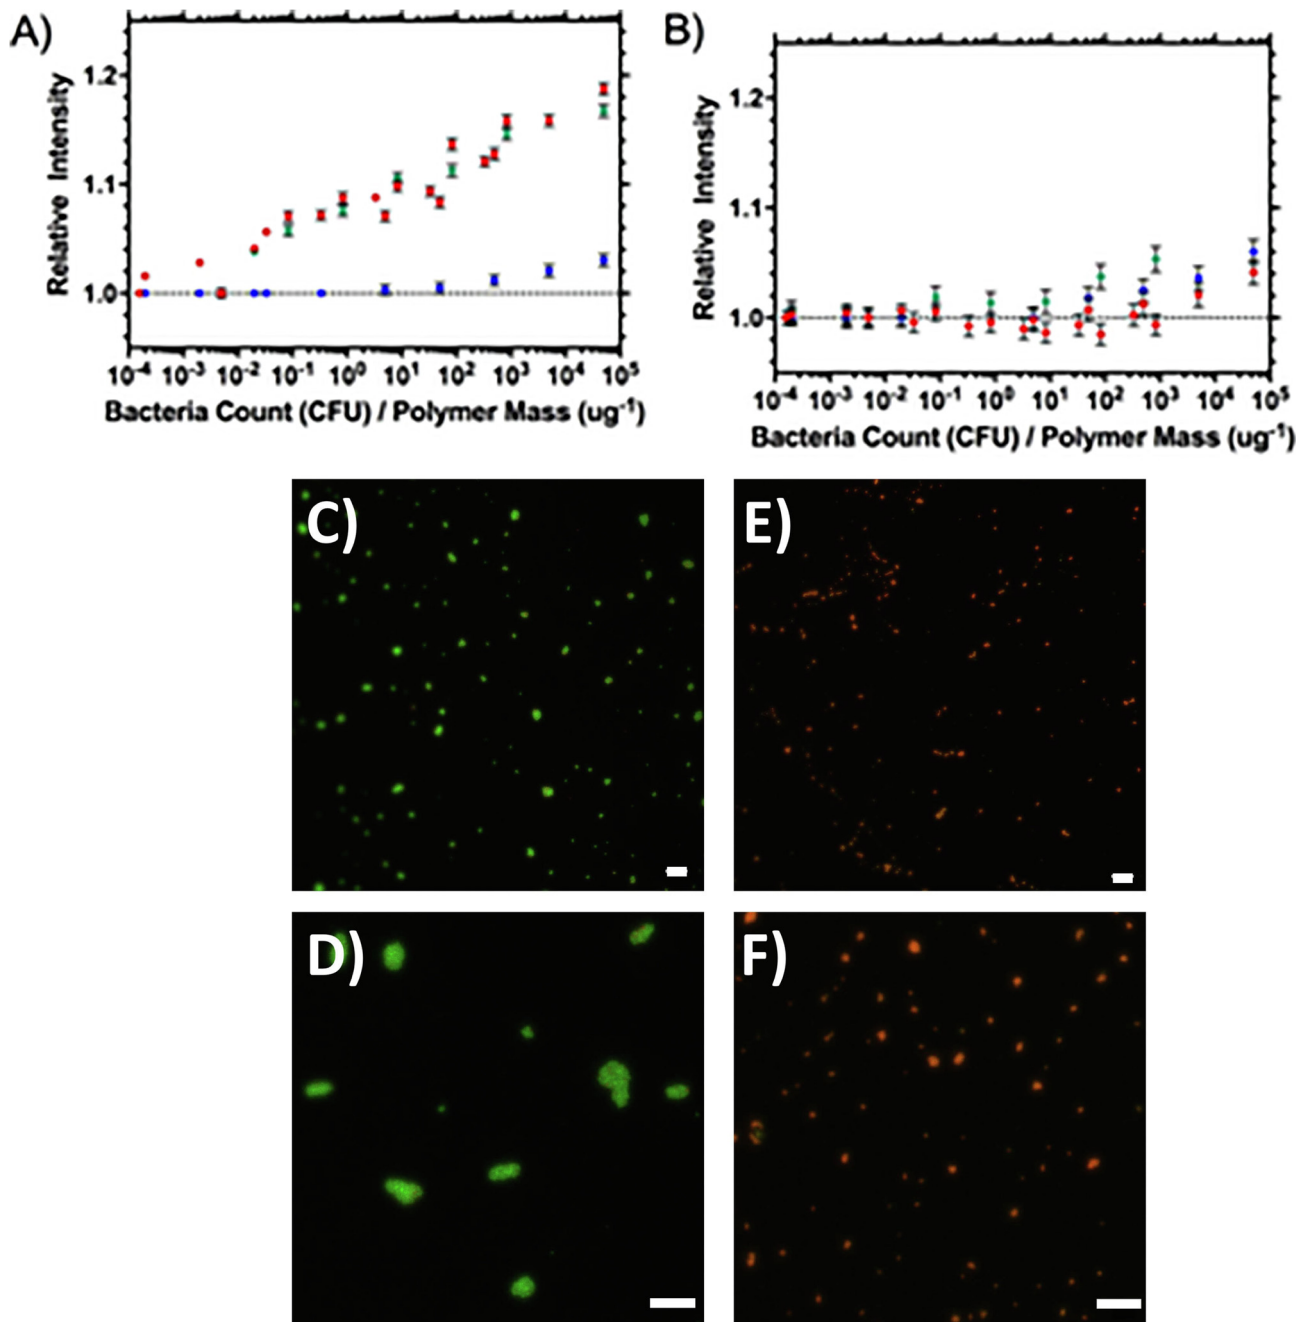 A)
Relative Intensity
1.2
1.1
1.0
10-4 10-3 10-2 10-1 100 101 102 103 104 105
Bacteria Count (CFU) / Polymer Mass (ug-1)
B)
Relative Intensity
1.2
1.1
1.0
10-4 10-3 10-2 10-1 100 101 102 103 104 105
Bacteria Count (CFU) / Polymer Mass (ug-1)
C)
E)
D)
F)